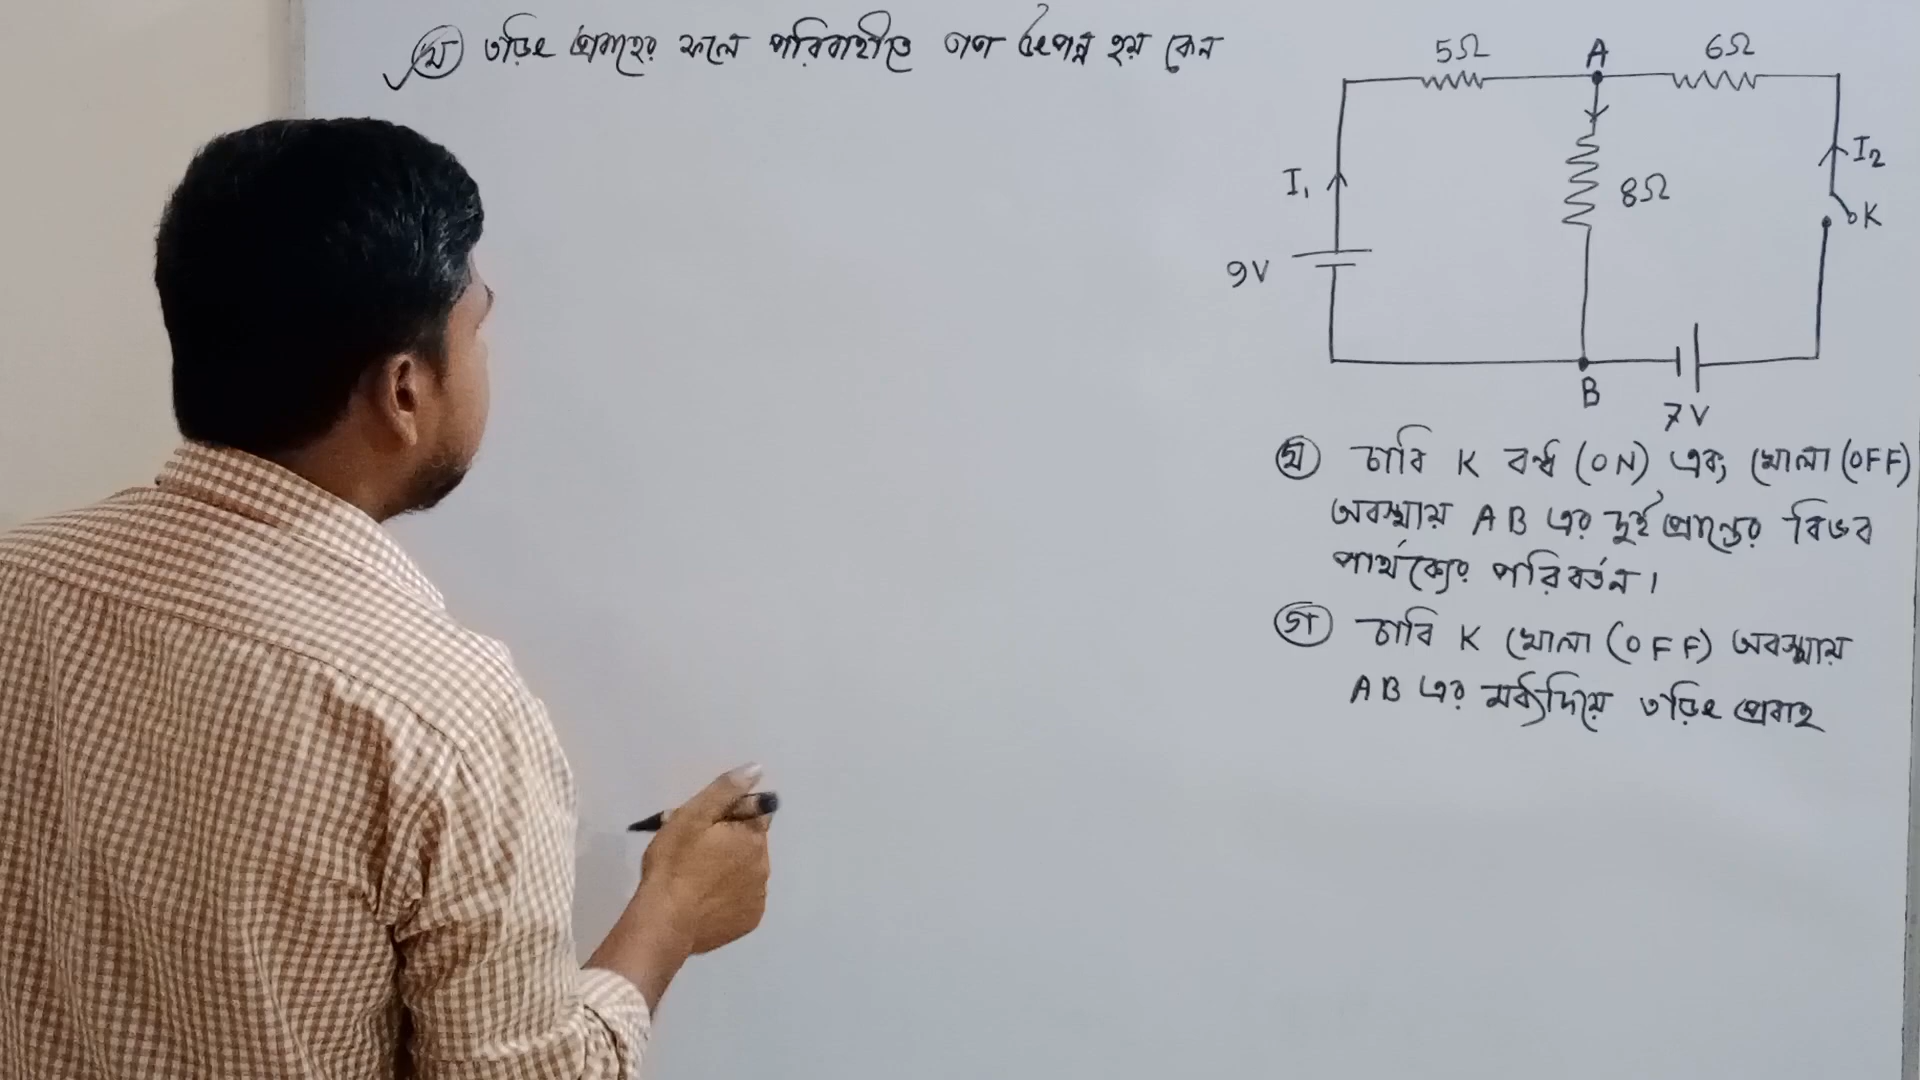 (খ) তড়িৎ প্রবাহের ফলে পরিবাহীতে তাপ উৎপন্ন হয় কেন
5Ω A 6Ω
I₁ 8Ω I₂
K
9V
B
7V
(ঘ) চাবি K বন্ধ (ON) এবং খোলা (OFF)
অবস্থায় AB এর দুই প্রান্তের বিভব
পার্থক্যের পরিবর্তন।
(গ) চাবি K খোলা (OFF) অবস্থায়
AB এর মধ্যদিয়ে তড়িৎ প্রবাহ